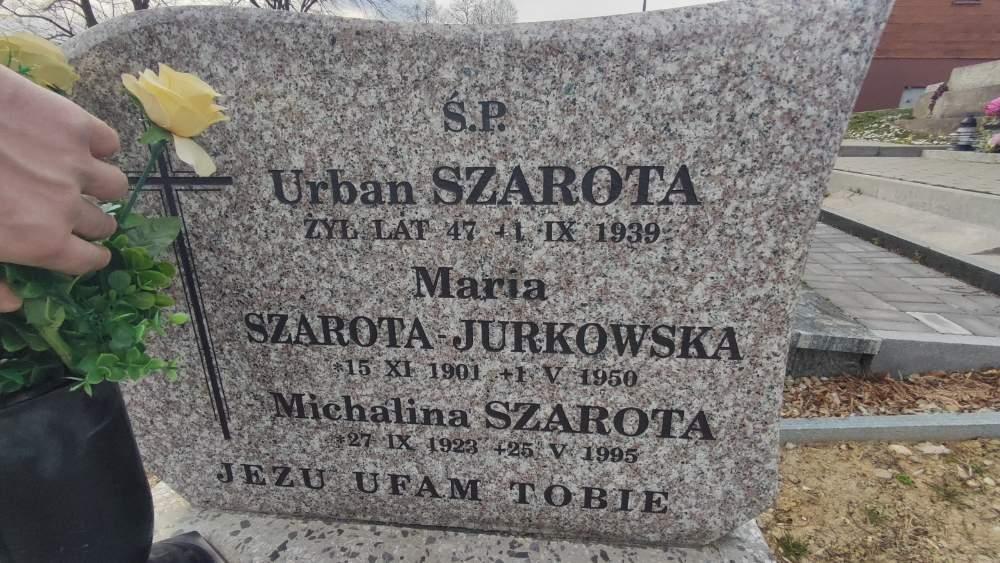 Ś.P.
Urban SZAROTA
ŻYŁ LAT 47 +1 IX 1939
Maria
SZAROTA-JURKOWSKA
*15 XI 1901 +1 V 1950
Michalina SZAROTA
*27 IX 1923 +25 V 1995
JEZU UFAM TOBIE